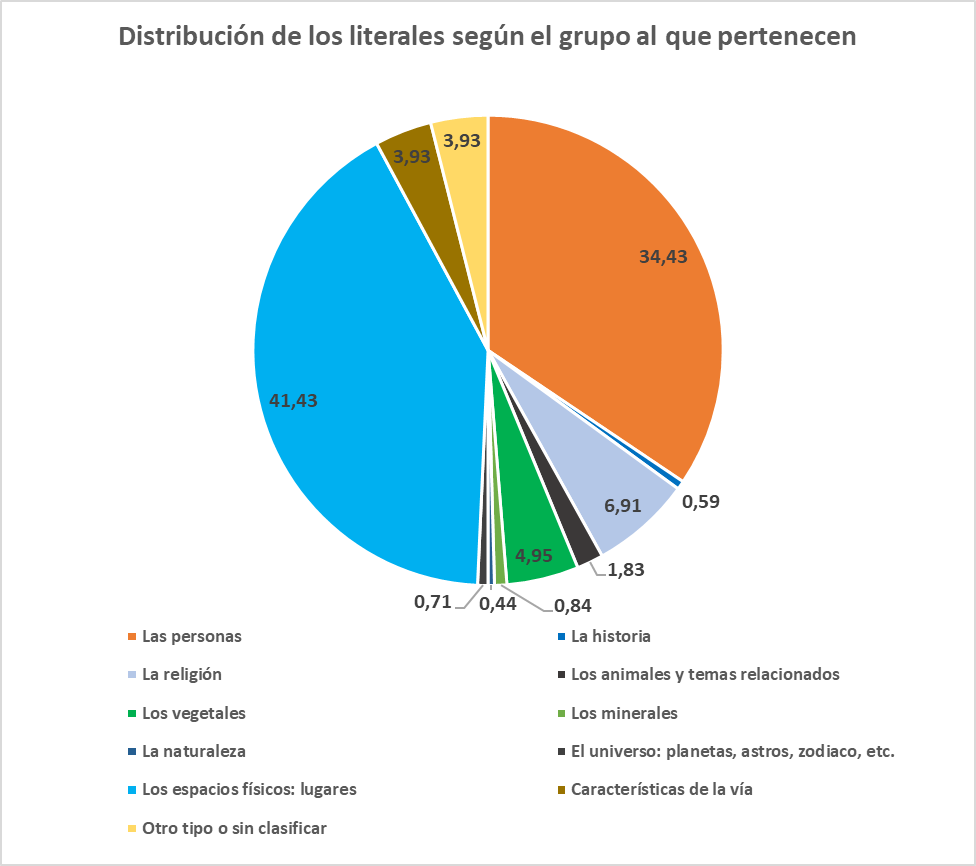 Distribución de los literales según el grupo al que pertenecen
3,93
3,93
34,43
41,43
0,59
6,91
4,95
1,83
0,71
0,44
0,84
Las personas
La historia
La religión
Los animales y temas relacionados
Los vegetales
Los minerales
La naturaleza
El universo: planetas, astros, zodiaco, etc.
Los espacios físicos: lugares
Características de la vía
Otro tipo o sin clasificar